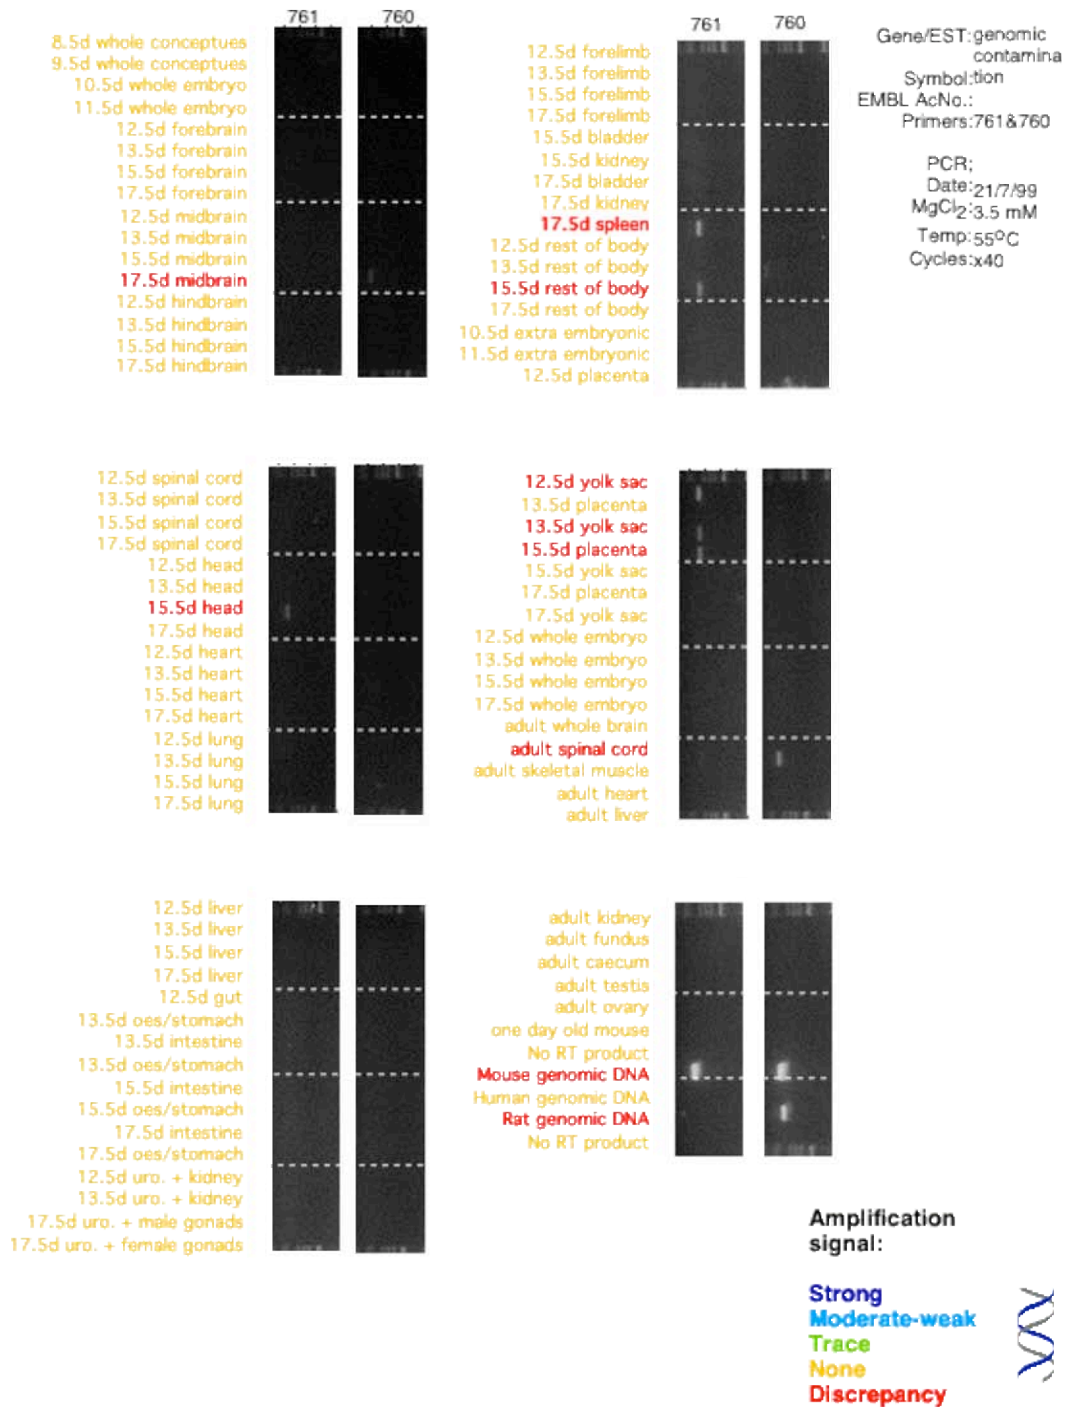 761 760
8.5d whole conceptues
9.5d whole conceptues
10.5d whole embryo
11.5d whole embryo
12.5d forebrain
13.5d forebrain
15.5d forebrain
17.5d forebrain
12.5d midbrain
13.5d midbrain
15.5d midbrain
17.5d midbrain
12.5d hindbrain
13.5d hindbrain
15.5d hindbrain
17.5d hindbrain
761 760
12.5d forelimb
13.5d forelimb
15.5d forelimb
17.5d forelimb
15.5d bladder
15.5d kidney
17.5d bladder
17.5d kidney
17.5d spleen
12.5d rest of body
13.5d rest of body
15.5d rest of body
17.5d rest of body
10.5d extra embryonic
11.5d extra embryonic
12.5d placenta
Gene/EST: genomic
contamina
Symbol: tion
EMBL AcNo.:
Primers: 761&760
PCR;
Date: 21/7/99
MgCl2: 3.5 mM
Temp: 55°C
Cycles: x40
12.5d spinal cord
13.5d spinal cord
15.5d spinal cord
17.5d spinal cord
12.5d head
13.5d head
15.5d head
17.5d head
12.5d heart
13.5d heart
15.5d heart
17.5d heart
12.5d lung
13.5d lung
15.5d lung
17.5d lung
12.5d yolk sac
13.5d placenta
13.5d yolk sac
15.5d placenta
15.5d yolk sac
17.5d placenta
17.5d yolk sac
12.5d whole embryo
13.5d whole embryo
15.5d whole embryo
17.5d whole embryo
adult whole brain
adult spinal cord
adult skeletal muscle
adult heart
adult liver
12.5d liver
13.5d liver
15.5d liver
17.5d liver
12.5d gut
13.5d oes/stomach
13.5d intestine
13.5d oes/stomach
15.5d intestine
15.5d oes/stomach
17.5d intestine
17.5d oes/stomach
12.5d uro. + kidney
13.5d uro. + kidney
17.5d uro. + male gonads
17.5d uro. + female gonads
adult kidney
adult fundus
adult caecum
adult testis
adult ovary
one day old mouse
No RT product
Mouse genomic DNA
Human genomic DNA
Rat genomic DNA
No RT product
Amplification
signal:
Strong
Moderate-weak
Trace
None
Discrepancy